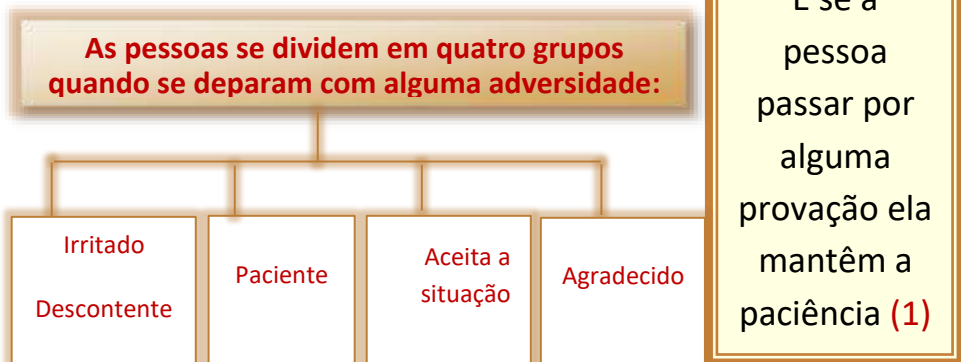 As pessoas se dividem em quatro grupos
quando se deparam com alguma adversidade:
Irritado
Descontente
Paciente
Aceita a
situação
Agradecido
E se a
pessoa
passar por
alguma
provação ela
mantêm a
paciência (1)